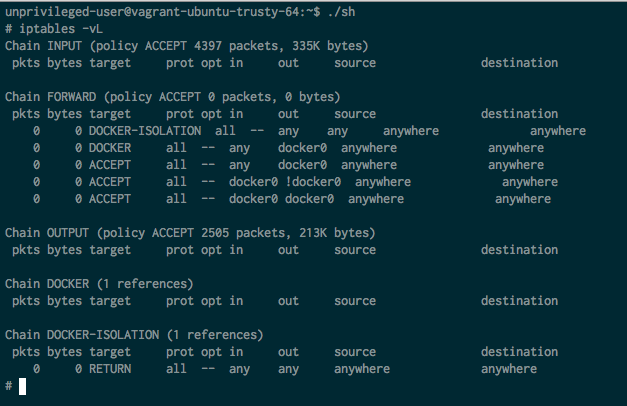 unprivileged-user@vagrant-ubuntu-trusty-64:~$ ./sh
# iptables -vL
Chain INPUT (policy ACCEPT 4397 packets, 335K bytes)
 pkts bytes target     prot opt in     out     source               destination

Chain FORWARD (policy ACCEPT 0 packets, 0 bytes)
 pkts bytes target     prot opt in     out     source               destination
    0     0 DOCKER-ISOLATION  all  --  any    any     anywhere             anywhere
    0     0 DOCKER     all  --  any    docker0  anywhere             anywhere
    0     0 ACCEPT     all  --  any    docker0  anywhere             anywhere
    0     0 ACCEPT     all  --  docker0 !docker0  anywhere             anywhere
    0     0 ACCEPT     all  --  docker0 docker0  anywhere             anywhere

Chain OUTPUT (policy ACCEPT 2505 packets, 213K bytes)
 pkts bytes target     prot opt in     out     source               destination

Chain DOCKER (1 references)
 pkts bytes target     prot opt in     out     source               destination

Chain DOCKER-ISOLATION (1 references)
 pkts bytes target     prot opt in     out     source               destination
    0     0 RETURN     all  --  any    any     anywhere             anywhere
#